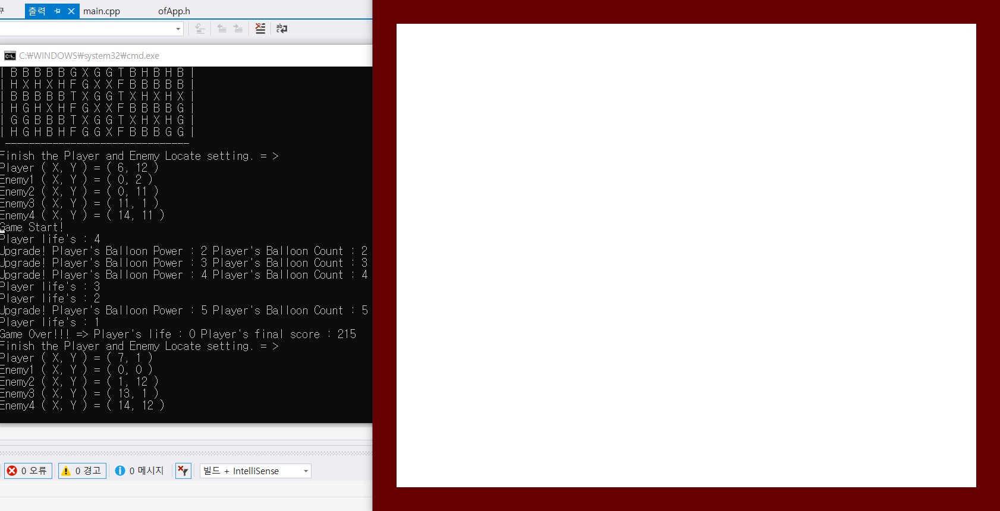 출력 main.cpp ofApp.h
C:\WINDOWS\system32\cmd.exe
| B B B B B G X G G T B H B H B |
| H X H X H F G X X F B B B B B |
| B B B B B T X G G T X H X H X |
| H G H X H F G X X F B B B B G |
| G G B B B T X G G T X H X H G |
| H G H B H F G G X F B B B G G |
-------------------------------
Finish the Player and Enemy Locate setting. = >
Player ( X, Y ) = ( 6, 12 )
Enemy1 ( X, Y ) = ( 0, 2 )
Enemy2 ( X, Y ) = ( 0, 11 )
Enemy3 ( X, Y ) = ( 11, 1 )
Enemy4 ( X, Y ) = ( 14, 11 )
Game Start!
Player life's : 4
Upgrade! Player's Balloon Power : 2 Player's Balloon Count : 2
Upgrade! Player's Balloon Power : 3 Player's Balloon Count : 3
Upgrade! Player's Balloon Power : 4 Player's Balloon Count : 4
Player life's : 3
Player life's : 2
Upgrade! Player's Balloon Power : 5 Player's Balloon Count : 5
Player life's : 1
Game Over!!! => Player's life : 0 Player's final score : 215
Finish the Player and Enemy Locate setting. = >
Player ( X, Y ) = ( 7, 1 )
Enemy1 ( X, Y ) = ( 0, 0 )
Enemy2 ( X, Y ) = ( 1, 12 )
Enemy3 ( X, Y ) = ( 13, 1 )
Enemy4 ( X, Y ) = ( 14, 12 )
0 오류 0 경고 0 메시지 빌드 + IntelliSense